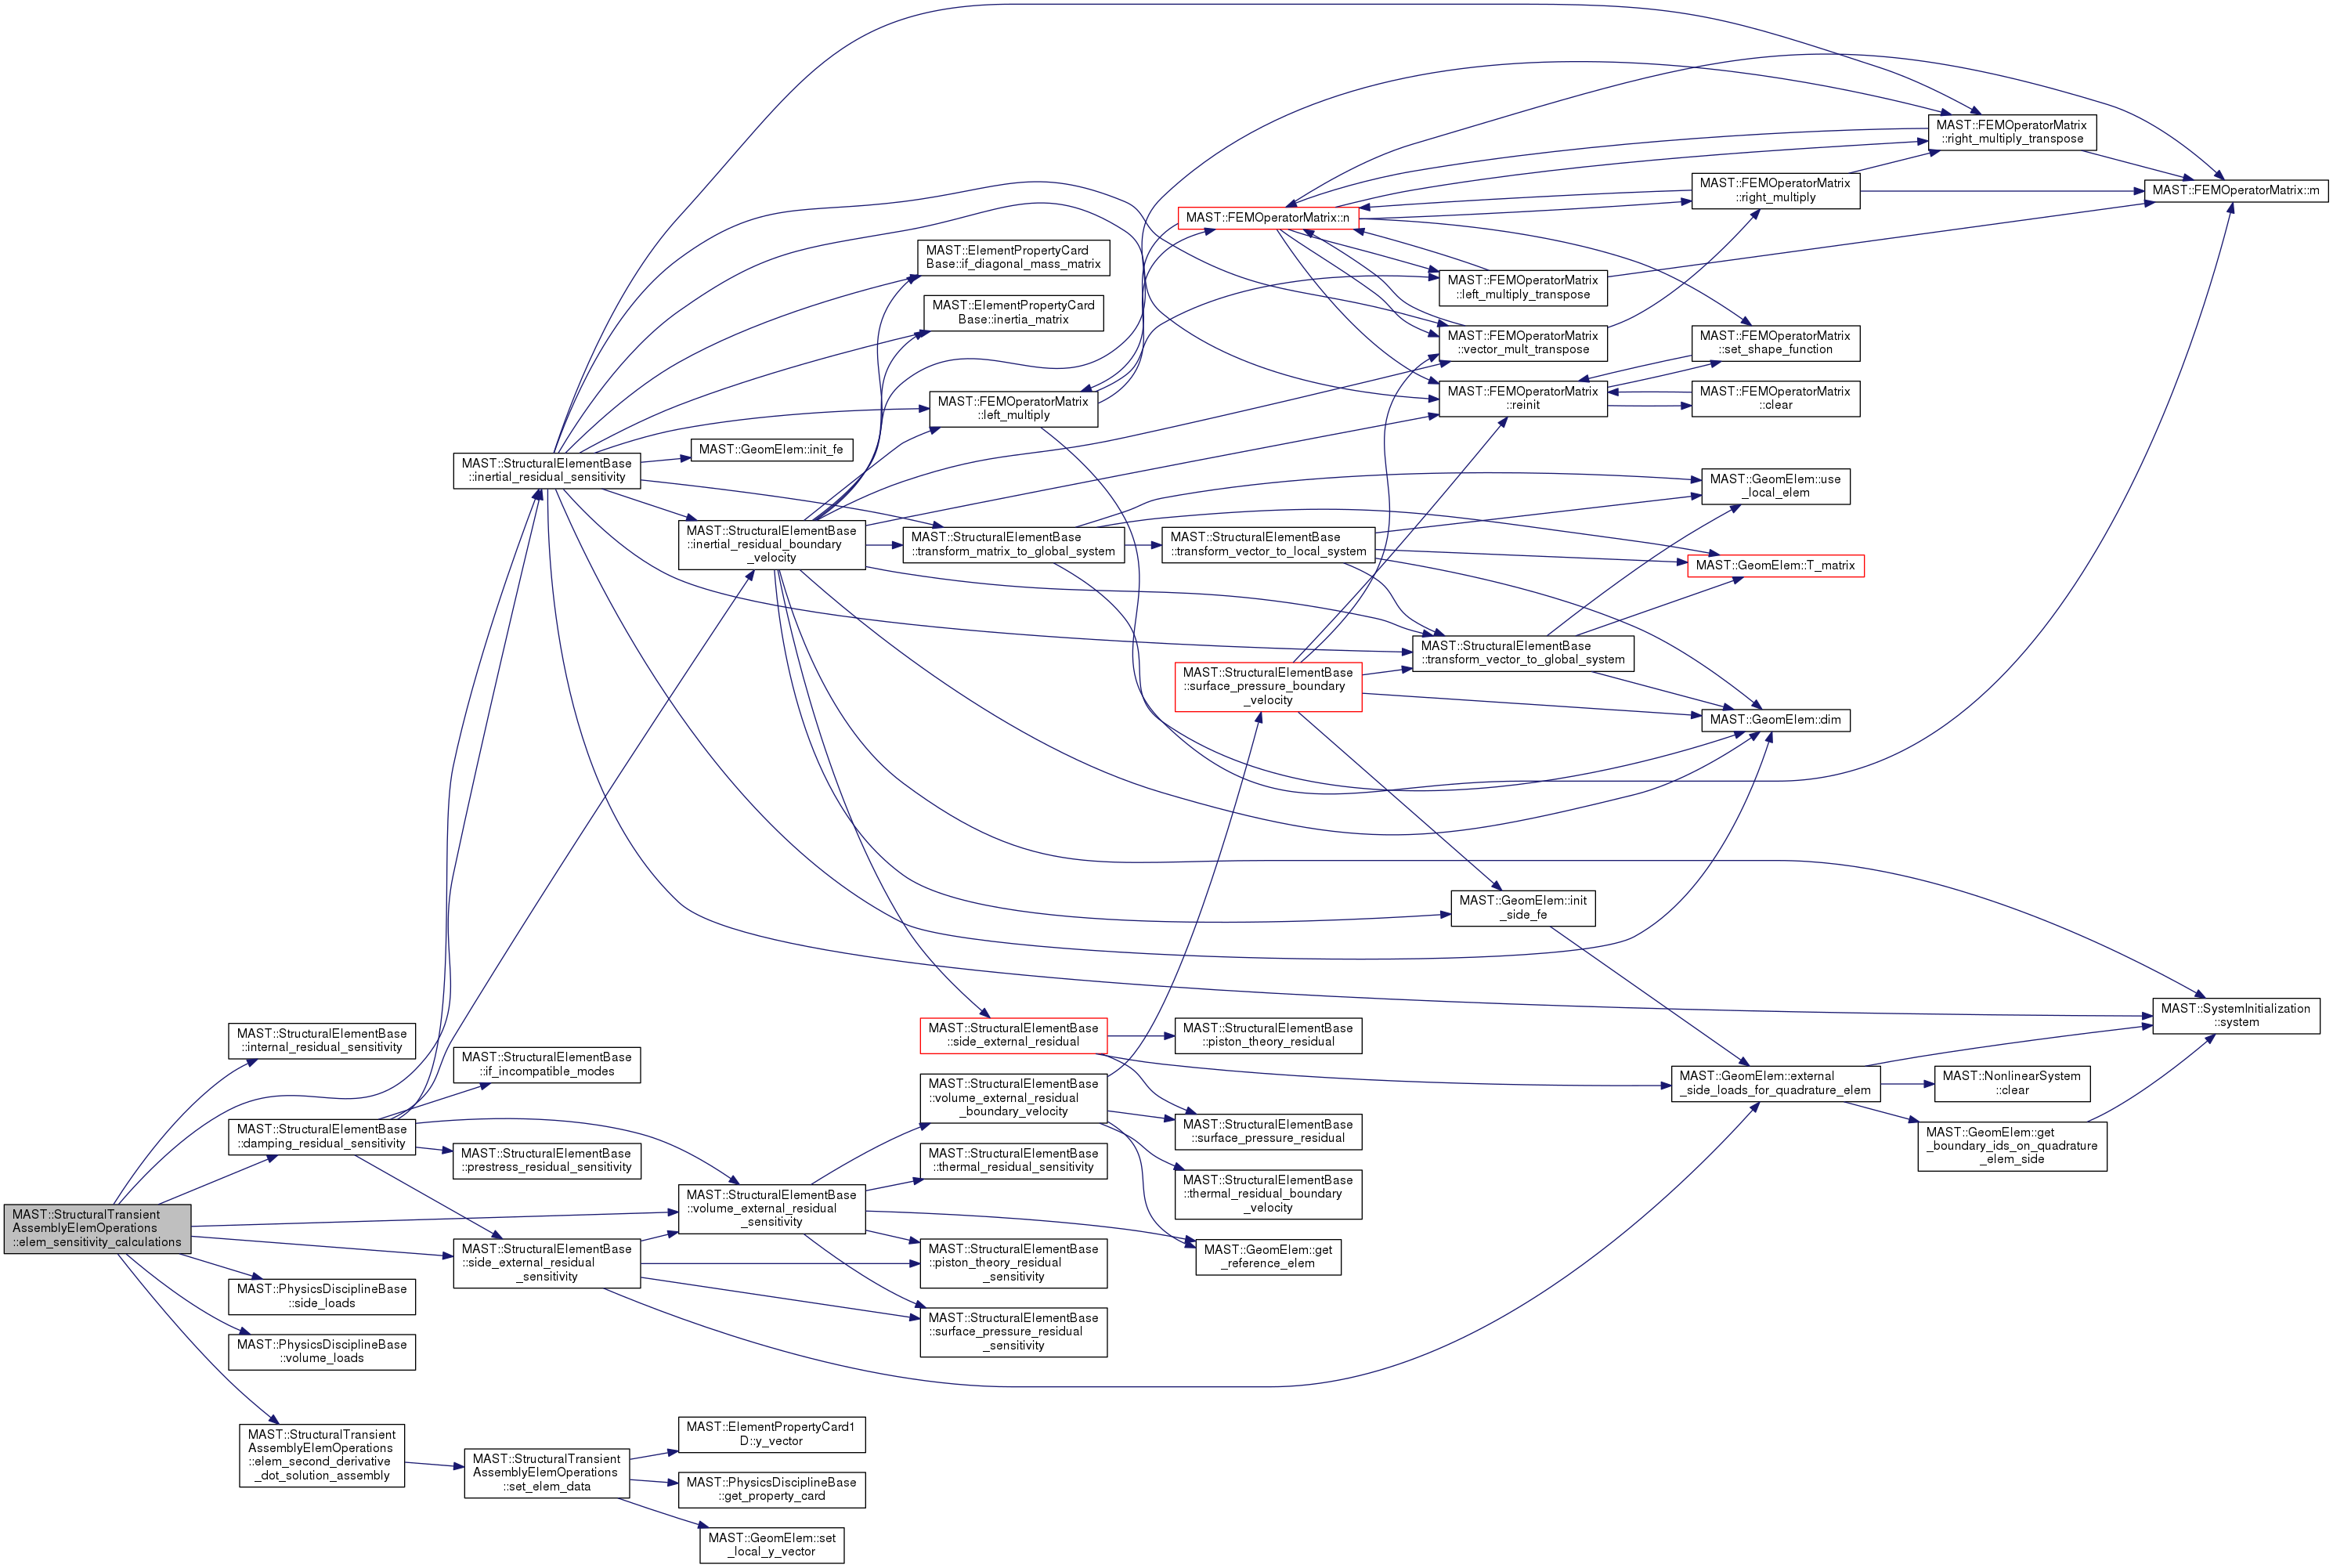 MAST::StructuralTransient
AssemblyElemOperations
::elem_sensitivity_calculations
MAST::StructuralElementBase
::internal_residual_sensitivity
MAST::StructuralElementBase
::damping_residual_sensitivity
MAST::PhysicsDisciplineBase
::side_loads
MAST::PhysicsDisciplineBase
::volume_loads
MAST::StructuralTransient
AssemblyElemOperations
::elem_second_derivative
_dot_solution_assembly
MAST::StructuralElementBase
::inertial_residual_sensitivity
MAST::StructuralElementBase
::if_incompatible_modes
MAST::StructuralElementBase
::prestress_residual_sensitivity
MAST::StructuralElementBase
::side_external_residual
_sensitivity
MAST::StructuralTransient
AssemblyElemOperations
::set_elem_data
MAST::GeomElem::init_fe
MAST::StructuralElementBase
::inertial_residual_boundary
_velocity
MAST::StructuralElementBase
::volume_external_residual
_sensitivity
MAST::ElementPropertyCard1
D::y_vector
MAST::PhysicsDisciplineBase
::get_property_card
MAST::GeomElem::set
_local_y_vector
MAST::ElementPropertyCard
Base::if_diagonal_mass_matrix
MAST::ElementPropertyCard
Base::inertia_matrix
MAST::FEMOperatorMatrix
::left_multiply
MAST::StructuralElementBase
::transform_matrix_to_global_system
MAST::StructuralElementBase
::side_external_residual
MAST::StructuralElementBase
::volume_external_residual
_boundary_velocity
MAST::StructuralElementBase
::thermal_residual_sensitivity
MAST::StructuralElementBase
::piston_theory_residual
_sensitivity
MAST::StructuralElementBase
::surface_pressure_residual
_sensitivity
MAST::FEMOperatorMatrix::n
MAST::StructuralElementBase
::transform_vector_to_local_system
MAST::StructuralElementBase
::surface_pressure_boundary
_velocity
MAST::StructuralElementBase
::piston_theory_residual
MAST::StructuralElementBase
::surface_pressure_residual
MAST::StructuralElementBase
::thermal_residual_boundary
_velocity
MAST::GeomElem::get
_reference_elem
MAST::FEMOperatorMatrix
::left_multiply_transpose
MAST::FEMOperatorMatrix
::vector_mult_transpose
MAST::FEMOperatorMatrix
::reinit
MAST::StructuralElementBase
::transform_vector_to_global_system
MAST::GeomElem::init
_side_fe
MAST::FEMOperatorMatrix
::right_multiply
MAST::FEMOperatorMatrix
::set_shape_function
MAST::FEMOperatorMatrix
::clear
MAST::GeomElem::use
_local_elem
MAST::GeomElem::T_matrix
MAST::GeomElem::dim
MAST::GeomElem::external
_side_loads_for_quadrature_elem
MAST::FEMOperatorMatrix
::right_multiply_transpose
MAST::NonlinearSystem
::clear
MAST::GeomElem::get
_boundary_ids_on_quadrature
_elem_side
MAST::FEMOperatorMatrix::m
MAST::SystemInitialization
::system